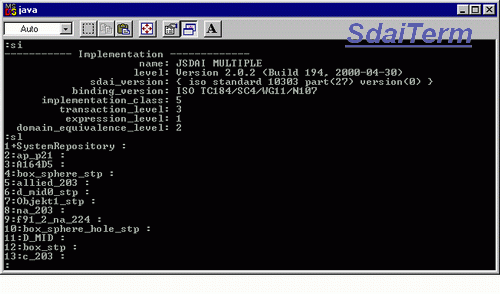 java
Auto
A
SdaiTerm
:si
----------- Implementation -------------
name: JSDAI MULTIPLE
level: Version 2.0.2 (Build 194, 2000-04-30)
sdai_version: { iso standard 10303 part(27) version(0) }
binding_version: ISO TC184/SC4/WG11/N107
implementation_class: 5
transaction_level: 3
expression_level: 1
domain_equivalence_level: 2
:sl
1+SystemRepository :
2:ap_p21 :
3:A164D5 :
4:box_sphere_stp :
5:allied_203 :
6:d_mid0_stp :
7:Objekt1_stp :
8:na_203 :
9:f91_2_na_224 :
10:box_sphere_hole_stp :
11:D_MID :
12:box_stp :
13:c_203 :
: